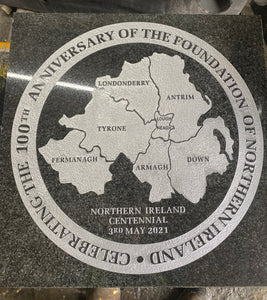 CELEBRATING THE 100TH ANNIVERSARY OF THE FOUNDATION OF NORTHERN IRELAND •
LONDONDERRY
ANTRIM
LOUGH
NEAGH
TYRONE
FERMANAGH
ARMAGH
DOWN
NORTHERN IRELAND
CENTENNIAL
3RD MAY 2021